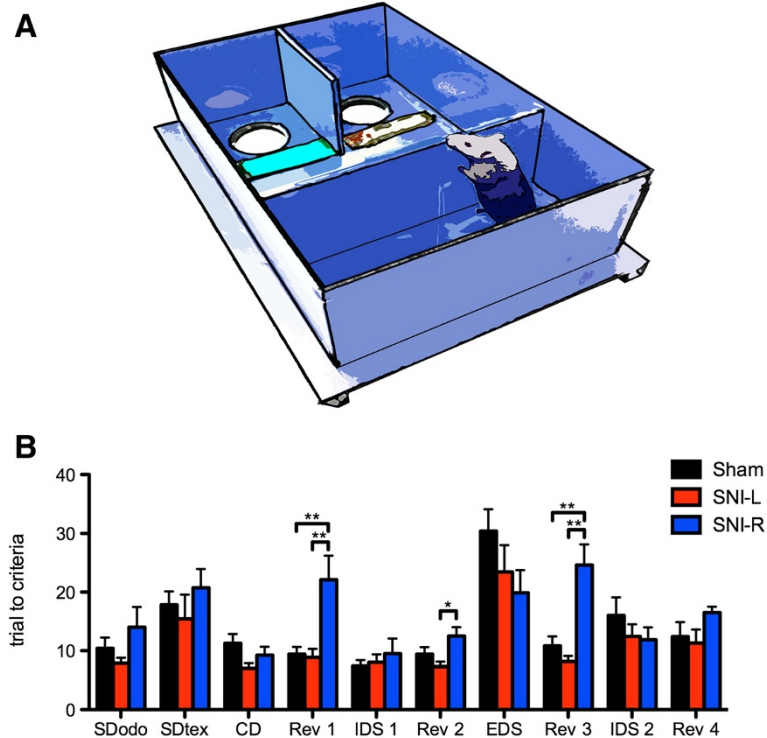 A
B
40
30
20
10
0
trial to criteria
** 
**
*
**
**
Sham
SNI-L
SNI-R
SDodo SDtex CD Rev 1 IDS 1 Rev 2 EDS Rev 3 IDS 2 Rev 4